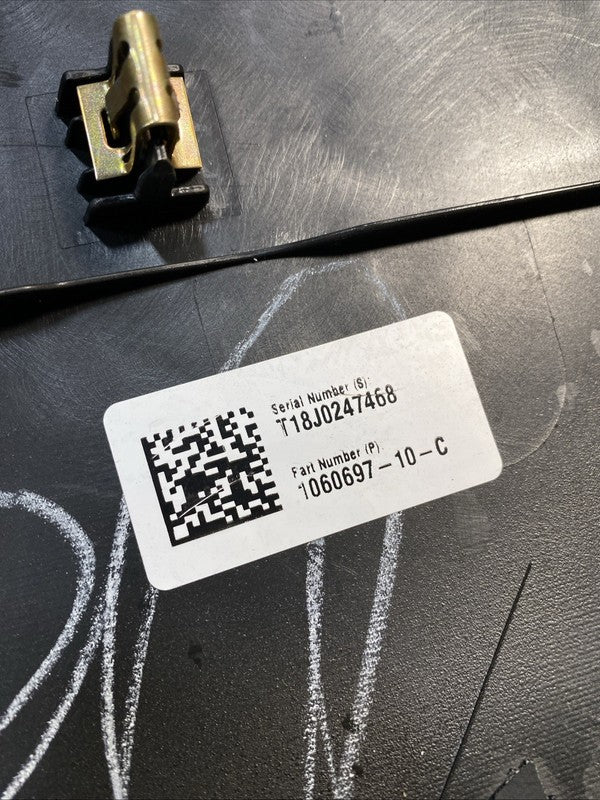 Serial Number (S):
T18J0247468
Part Number (P)
1060697-10-C